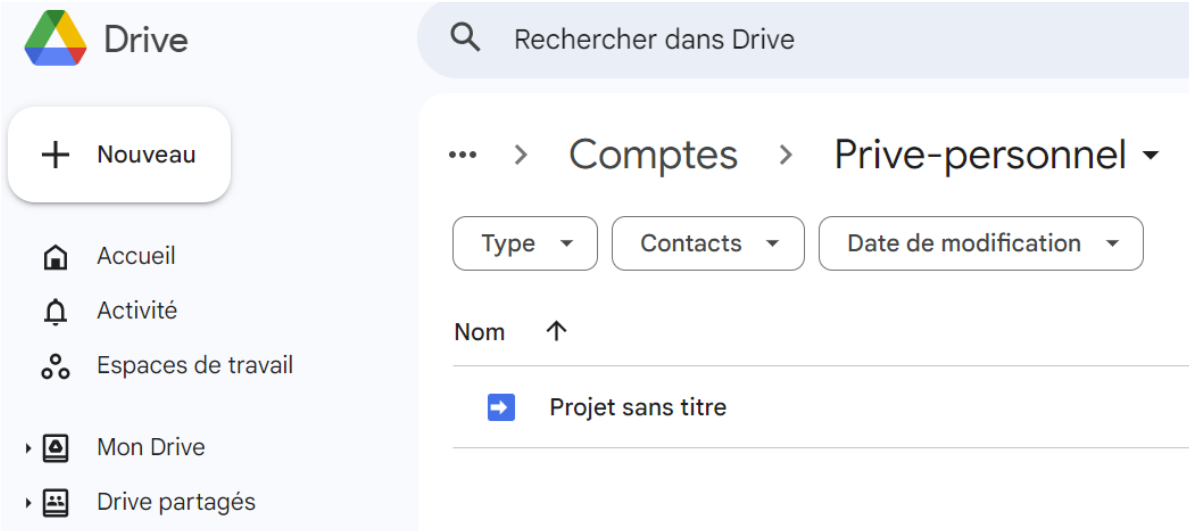 Drive
Rechercher dans Drive
Nouveau
••• > Comptes > Prive-personnel
Type
Contacts
Date de modification
Accueil
Activité
Espaces de travail
Mon Drive
Drive partagés
Nom
Projet sans titre